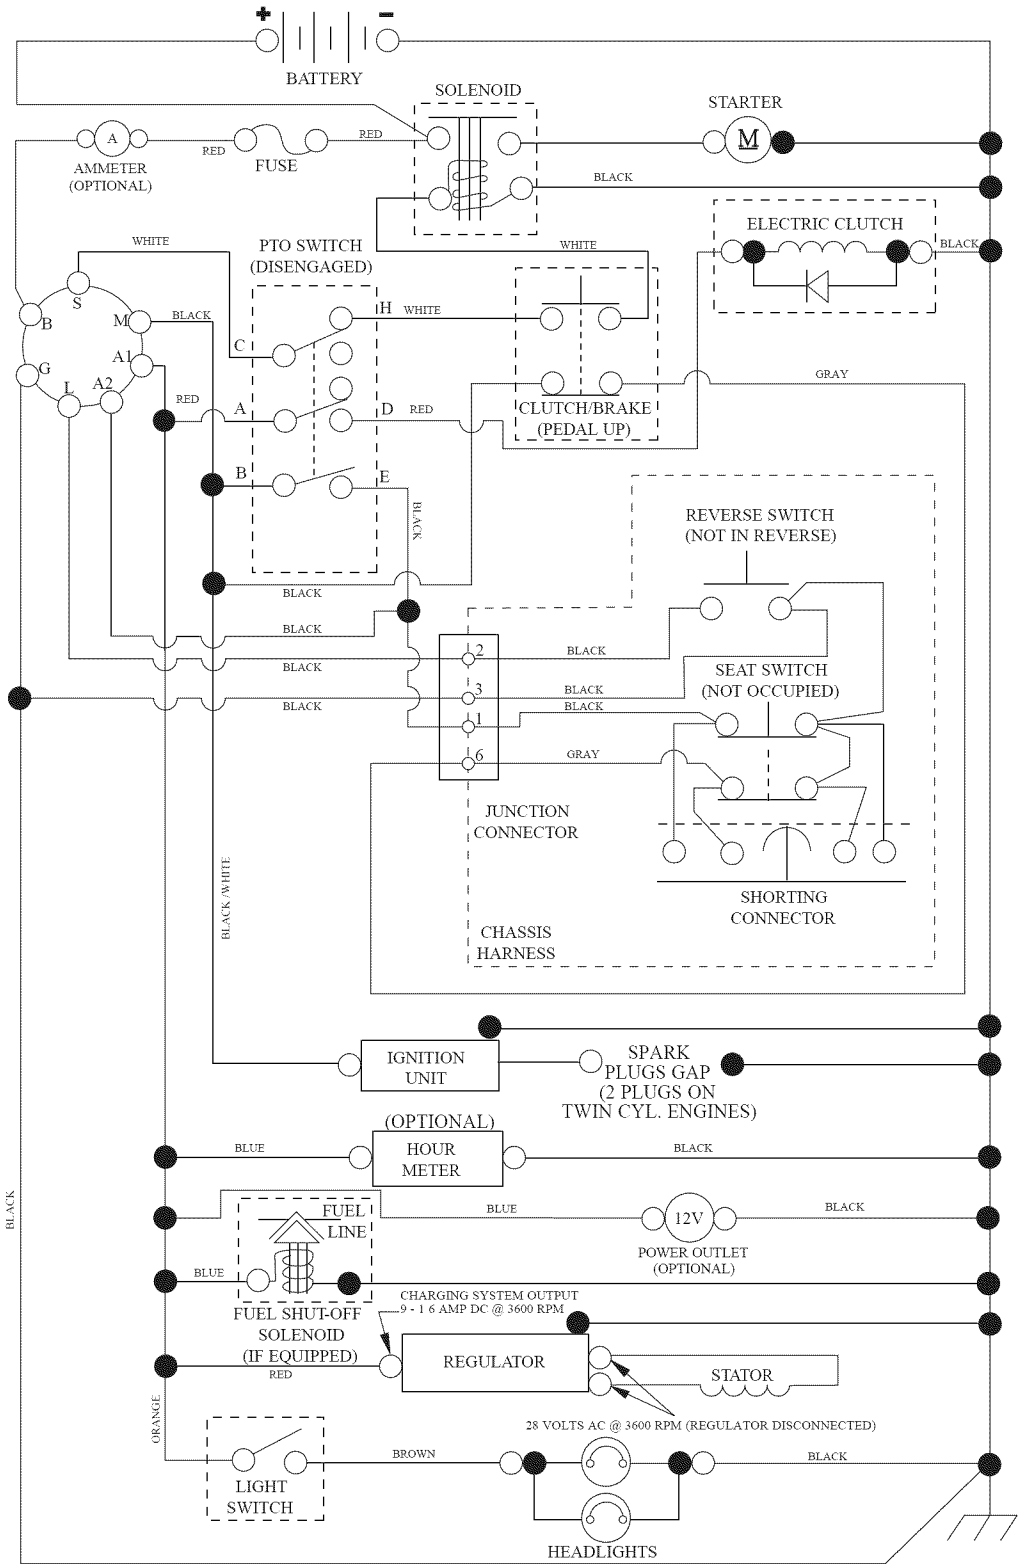 + -
BATTERY
SOLENOID
STARTER
A
RED
FUSE
RED
M
AMMETER
(OPTIONAL)
BLACK
WHITE
PTO SWITCH
(DISENGAGED)
WHITE
ELECTRIC CLUTCH
BLACK
S
B
M
BLACK
H
WHITE
C
G
A1
L
A2
RED
A
D
RED
CLUTCH/BRAKE
(PEDAL UP)
GRAY
B
E
BLACK
REVERSE SWITCH
(NOT IN REVERSE)
BLACK
BLACK
BLACK
2
BLACK
SEAT SWITCH
(NOT OCCUPIED)
3
BLACK
BLACK
BLACK
1
6
GRAY
JUNCTION
CONNECTOR
BLACK /WHITE
SHORTING
CONNECTOR
CHASSIS
HARNESS
IGNITION
UNIT
SPARK
PLUGS GAP
(2 PLUGS ON
TWIN CYL. ENGINES)
(OPTIONAL)
HOUR
METER
BLUE
BLACK
BLACK
FUEL
LINE
BLUE
12V
BLACK
POWER OUTLET
(OPTIONAL)
BLUE
FUEL SHUT-OFF
SOLENOID
(IF EQUIPPED)
CHARGING SYSTEM OUTPUT
9 - 1 6 AMP DC @ 3600 RPM
RED
REGULATOR
STATOR
28 VOLTS AC @ 3600 RPM (REGULATOR DISCONNECTED)
ORANGE
LIGHT
SWITCH
BROWN
BLACK
HEADLIGHTS